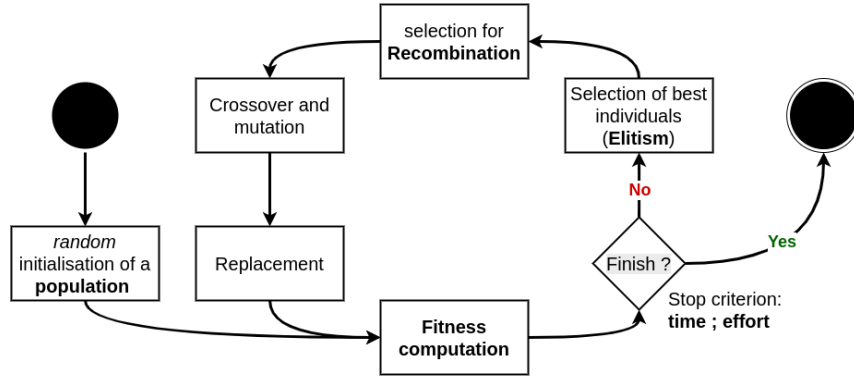 selection for
Recombination
Crossover and
mutation
Selection of best
individuals
(Elitism)
No
Yes
random
initialisation of a
population
Replacement
Finish ?
Stop criterion:
time ; effort
Fitness
computation